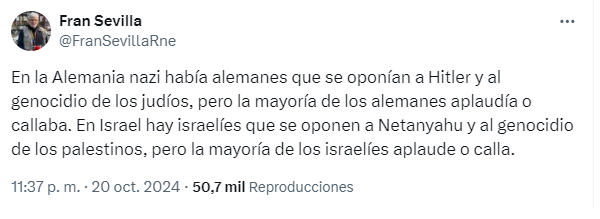 Fran Sevilla
@FranSevillaRne
En la Alemania nazi había alemanes que se oponían a Hitler y al
genocidio de los judíos, pero la mayoría de los alemanes aplaudía o
callaba. En Israel hay israelíes que se oponen a Netanyahu y al genocidio
de los palestinos, pero la mayoría de los israelíes aplaude o calla.
11:37 p. m. · 20 oct. 2024 · 50,7 mil Reproducciones